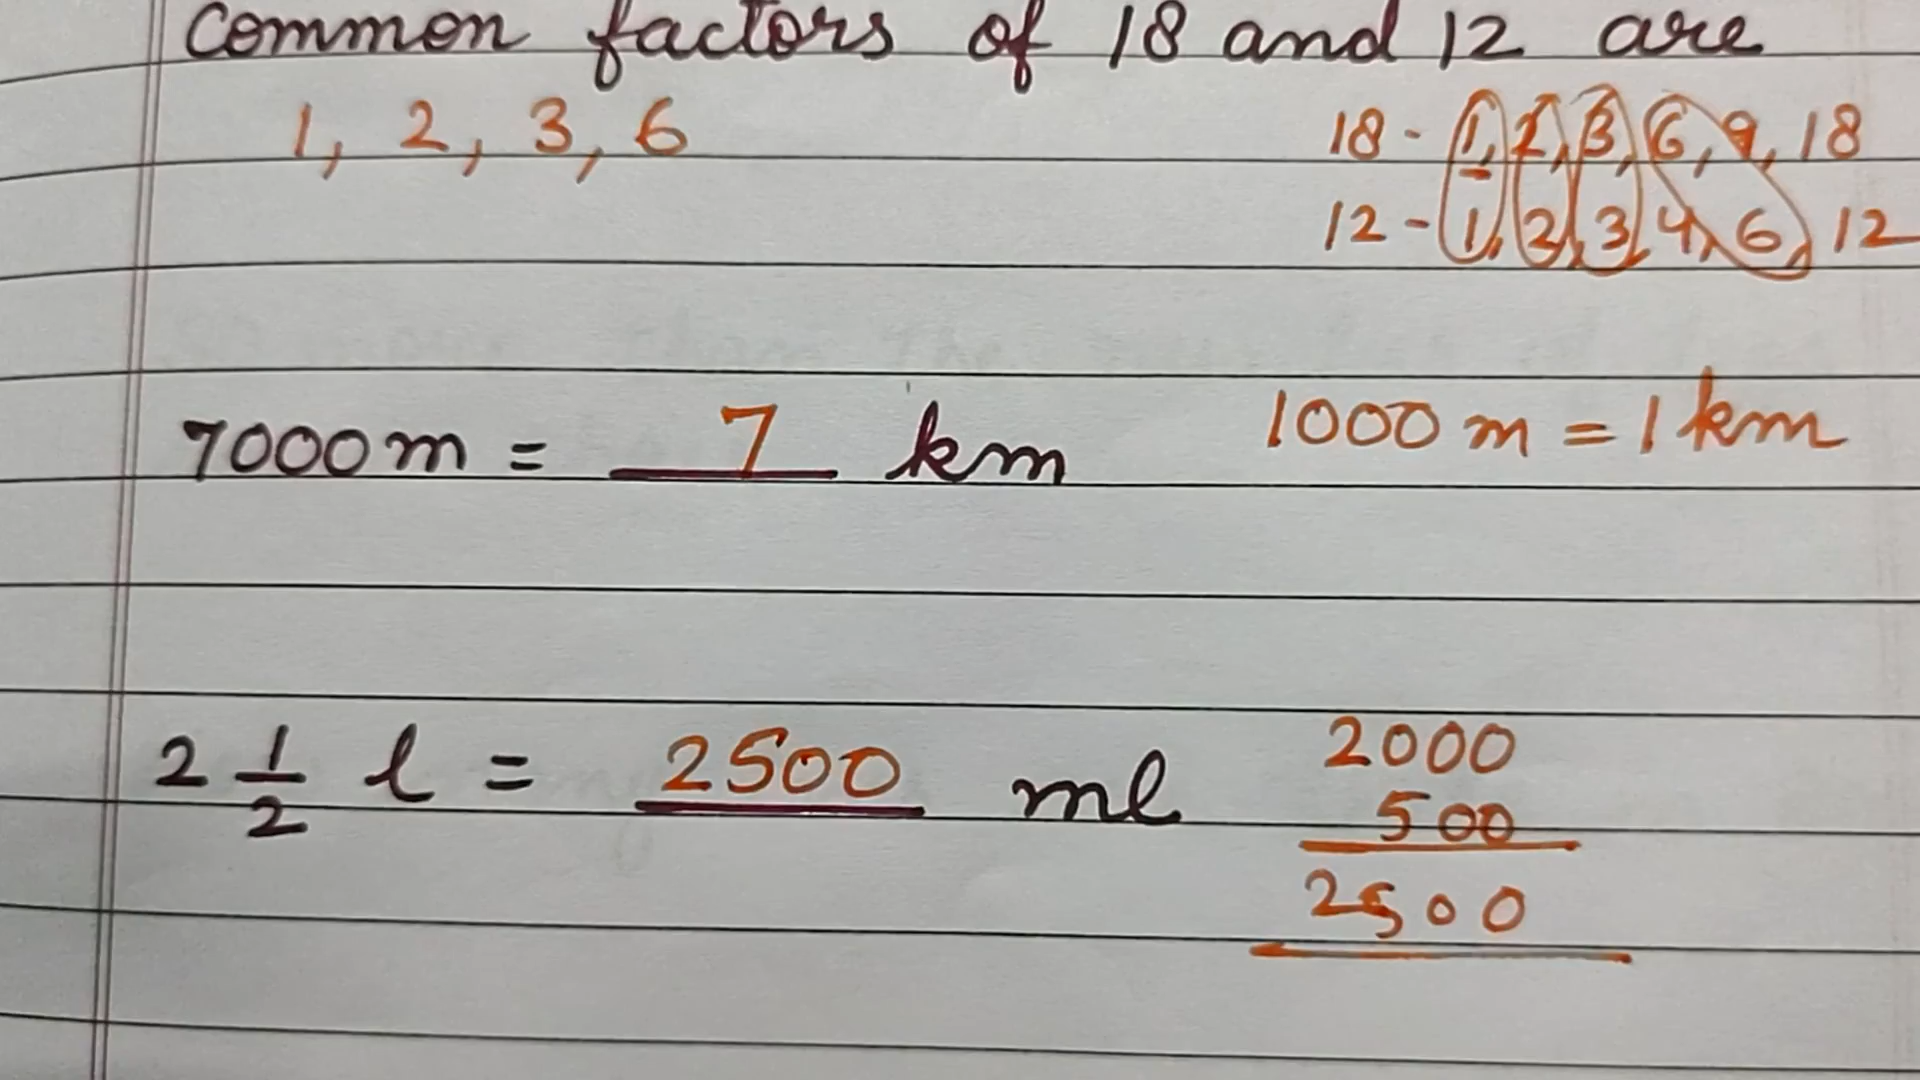 common factors of 18 and 12 are
1, 2, 3, 6
18 - 1, 2, 3, 6, 9, 18
12 - 1, 2, 3, 4, 6, 12
7000 m = 7 km
1000 m = 1 km
2 1/2 l = 2500 ml
2000
500
2500